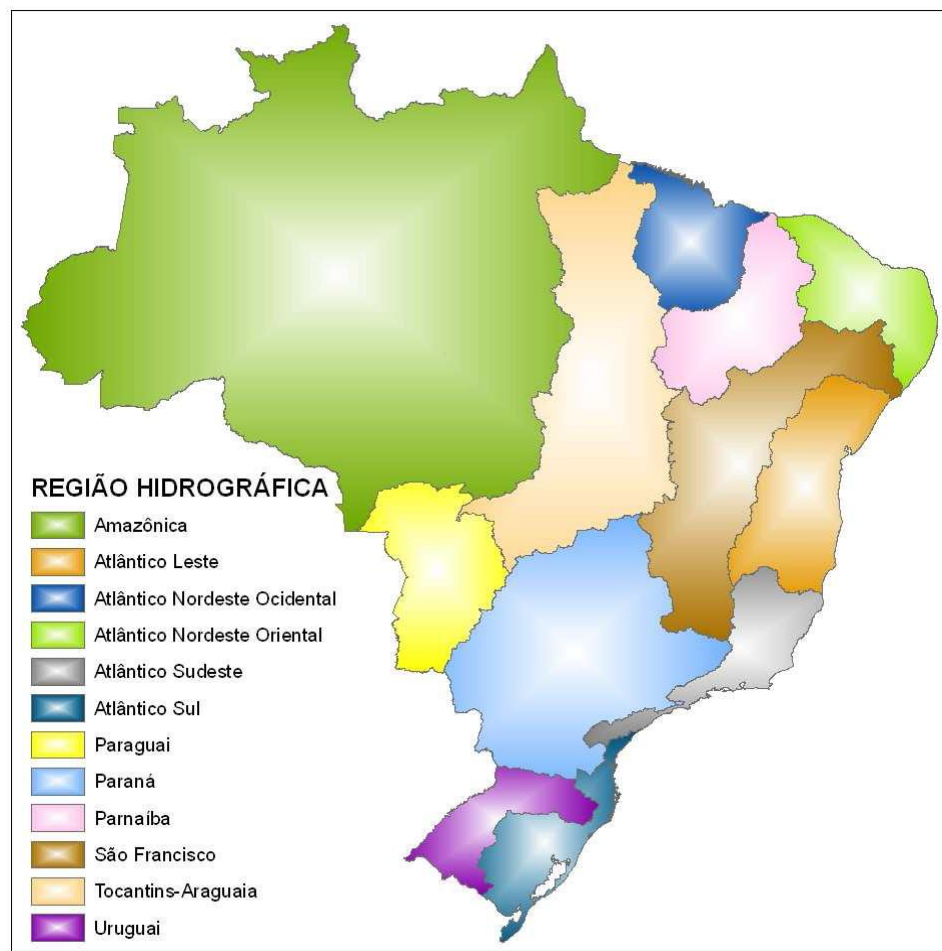 REGIÃO HIDROGRÁFICA
Amazônica
Atlântico Leste
Atlântico Nordeste Ocidental
Atlântico Nordeste Oriental
Atlântico Sudeste
Atlântico Sul
Paraguai
Paraná
Parnaíba
São Francisco
Tocantins-Araguaia
Uruguai